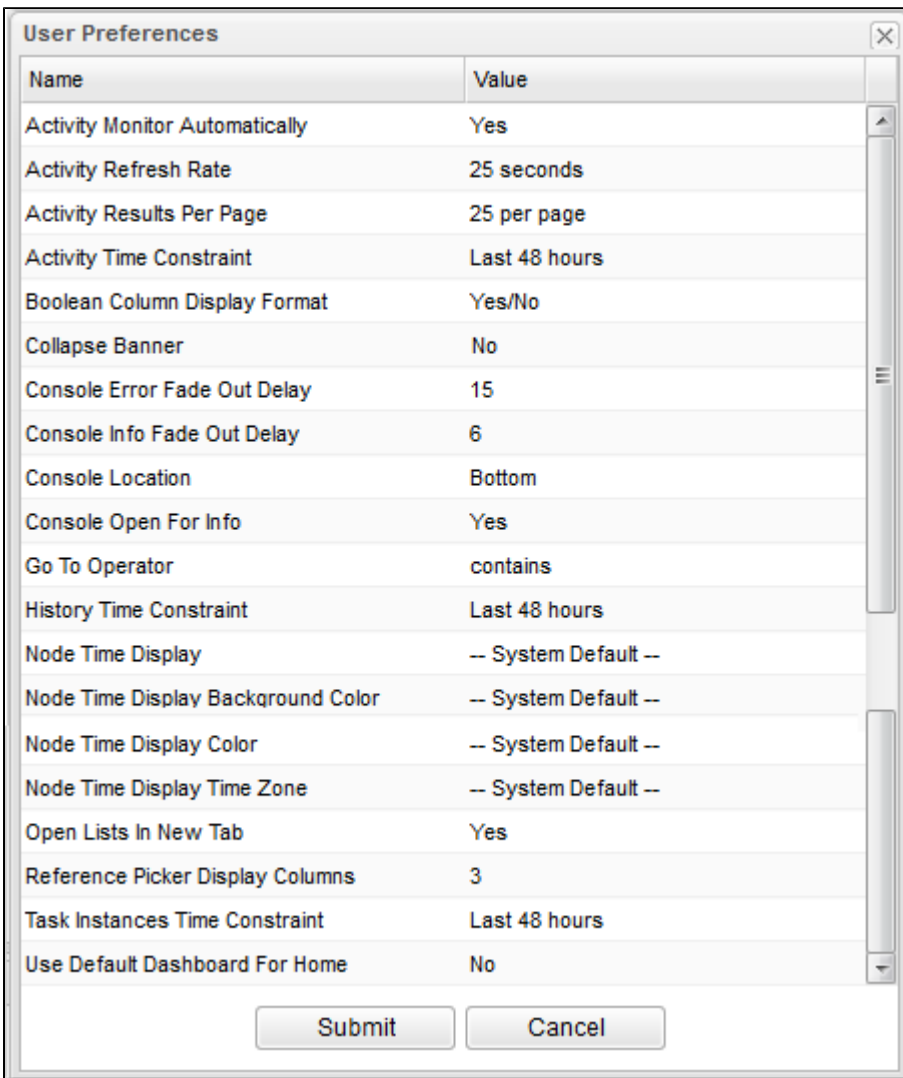 User Preferences
Name Value
Activity Monitor Automatically Yes
Activity Refresh Rate 25 seconds
Activity Results Per Page 25 per page
Activity Time Constraint Last 48 hours
Boolean Column Display Format Yes/No
Collapse Banner No
Console Error Fade Out Delay 15
Console Info Fade Out Delay 6
Console Location Bottom
Console Open For Info Yes
Go To Operator contains
History Time Constraint Last 48 hours
Node Time Display -- System Default --
Node Time Display Background Color -- System Default --
Node Time Display Color -- System Default --
Node Time Display Time Zone -- System Default --
Open Lists In New Tab Yes
Reference Picker Display Columns 3
Task Instances Time Constraint Last 48 hours
Use Default Dashboard For Home No
Submit Cancel